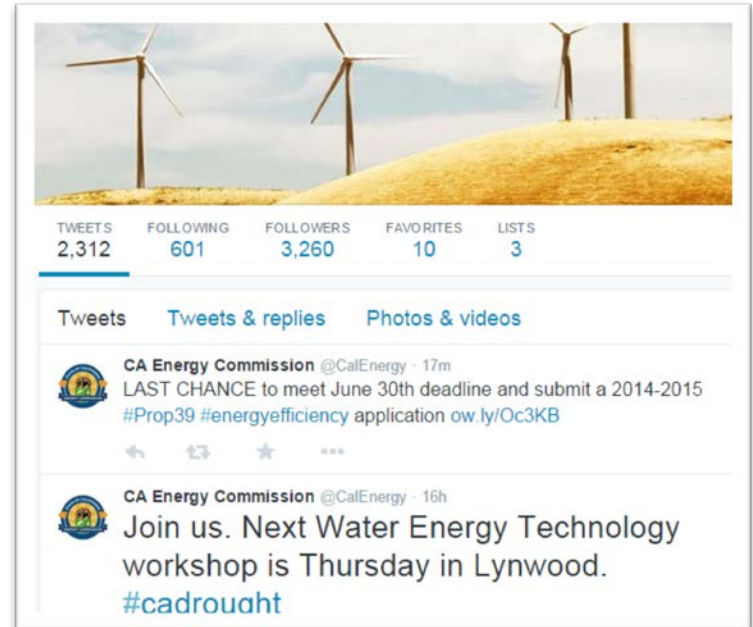 TWEETS FOLLOWING FOLLOWERS FAVORITES LISTS
2,312 601 3,260 10 3
Tweets Tweets & replies Photos & videos
CA Energy Commission @CalEnergy · 17m
LAST CHANCE to meet June 30th deadline and submit a 2014-2015
#Prop39 #energyefficiency application ow.ly/Oc3KB
CA Energy Commission @CalEnergy · 16h
Join us. Next Water Energy Technology
workshop is Thursday in Lynwood.
#cadrought